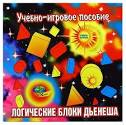 Учебно-игровое пособие
ЛОГИЧЕСКИЕ БЛОКИ ДЬЕНЕША